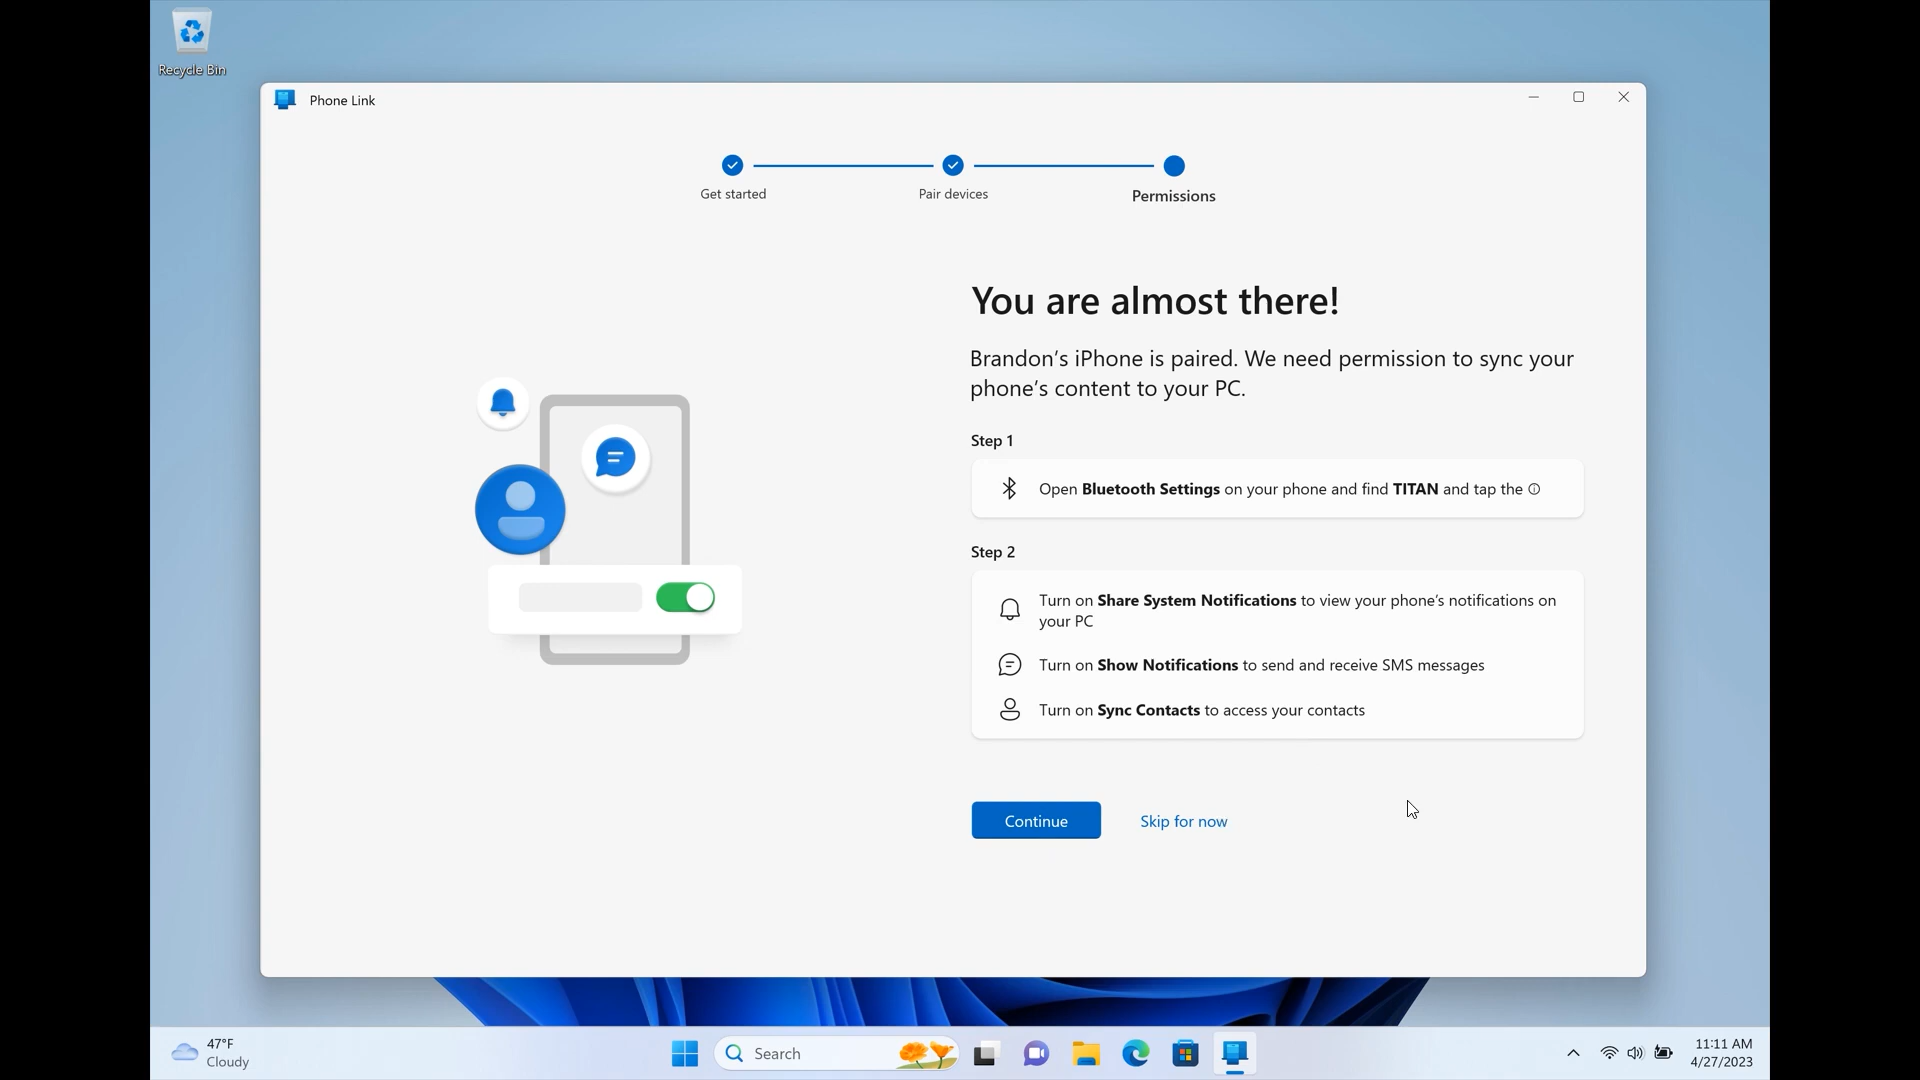 Recycle Bin
Phone Link
Get started
Pair devices
Permissions
You are almost there!
Brandon’s iPhone is paired. We need permission to sync your
phone’s content to your PC.
Step 1
Open Bluetooth Settings on your phone and find TITAN and tap the ⓘ
Step 2
Turn on Share System Notifications to view your phone’s notifications on
your PC
Turn on Show Notifications to send and receive SMS messages
Turn on Sync Contacts to access your contacts
Continue
Skip for now
47°F
Cloudy
Search
11:11 AM
4/27/2023